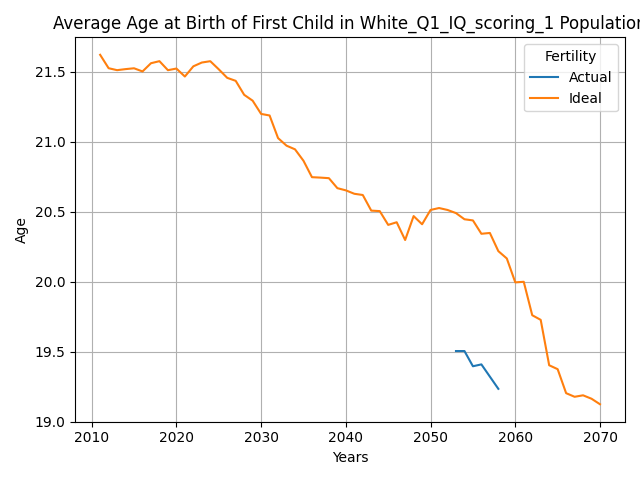 Average Age at Birth of First Child in White_Q1_IQ_scoring_1 Population
Fertility
Actual
Ideal
21.5
21.0
20.5
20.0
19.5
19.0
Age
2010 2020 2030 2040 2050 2060 2070
Years